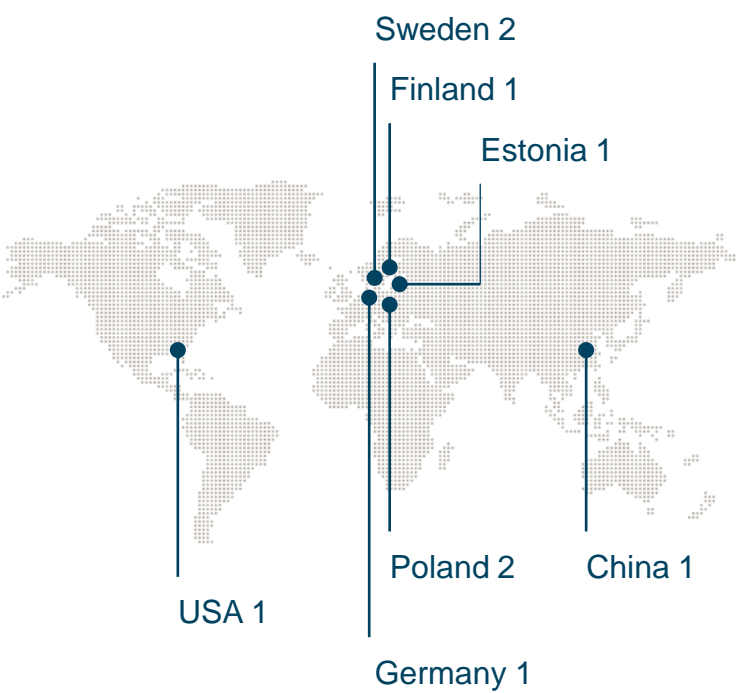 Sweden 2
Finland 1
Estonia 1
Poland 2
China 1
USA 1
Germany 1